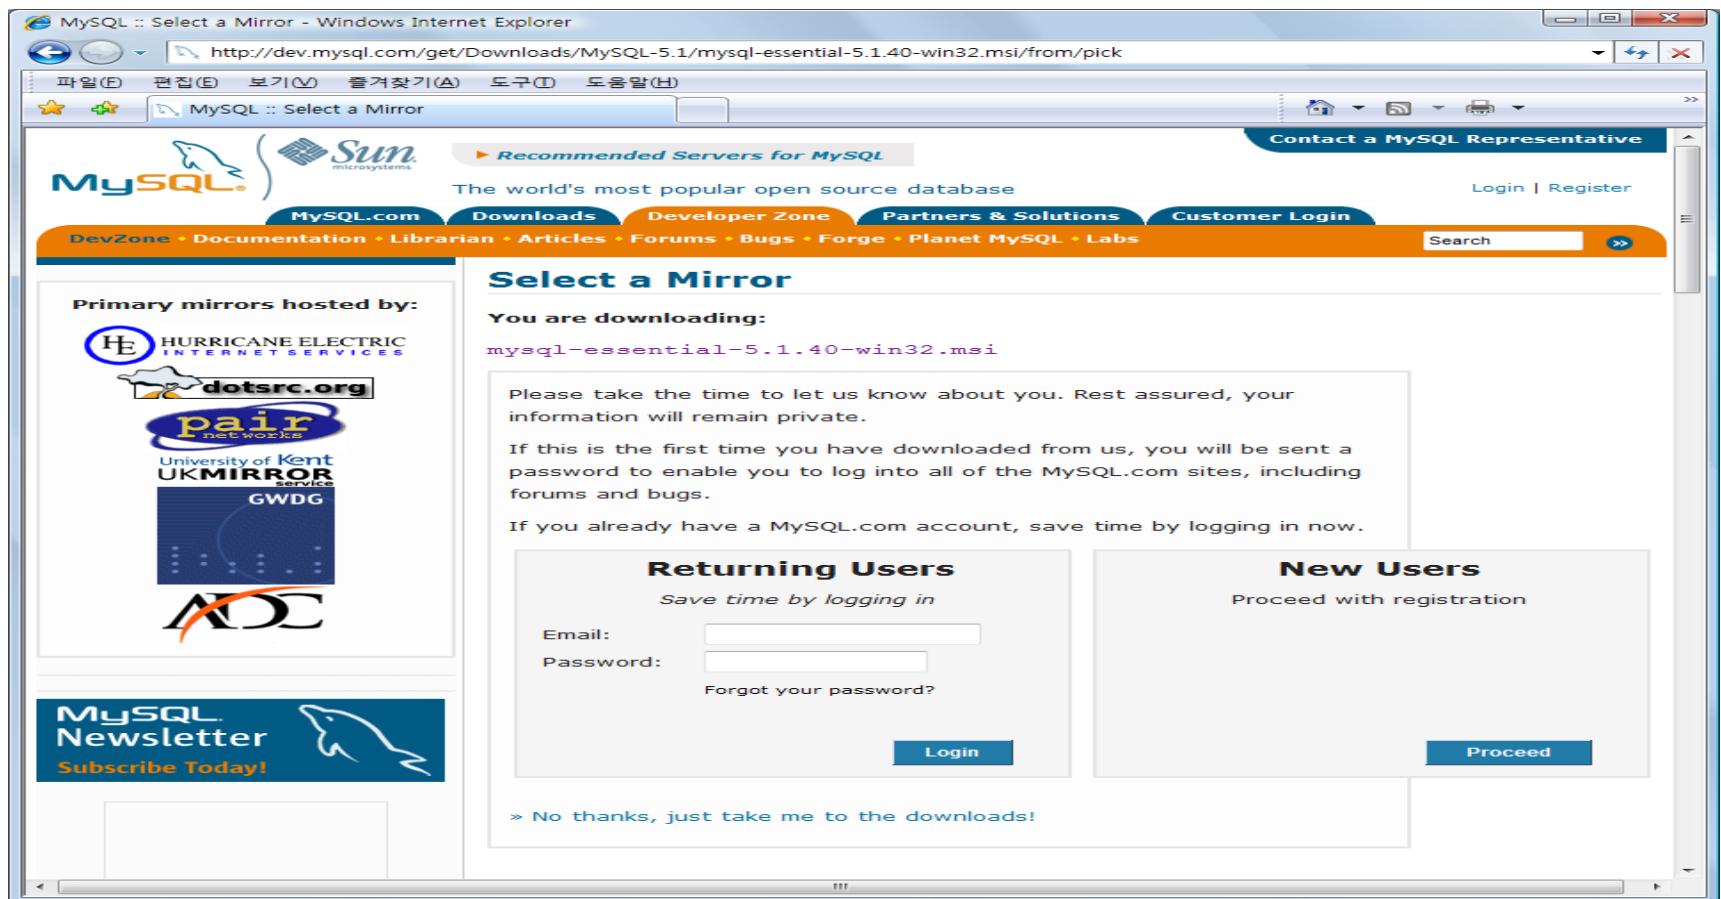 MySQL :: Select a Mirror - Windows Internet Explorer
http://dev.mysql.com/get/Downloads/MySQL-5.1/mysql-essential-5.1.40-win32.msi/from/pick
파일(F) 편집(E) 보기(V) 즐겨찾기(A) 도구(T) 도움말(H)
MySQL :: Select a Mirror
Contact a MySQL Representative
MySQL.
Sun
microsystems
Recommended Servers for MySQL
The world's most popular open source database
Login | Register
MySQL.com Downloads Developer Zone Partners & Solutions Customer Login
DevZone • Documentation • Librarian • Articles • Forums • Bugs • Forge • Planet MySQL • Labs
Search »
Primary mirrors hosted by:
HE HURRICANE ELECTRIC
INTERNET SERVICES
dotsrc.org
pair
networks
University of Kent
UKMIRROR
service
GWDG
ADC
MySQL.
Newsletter
Subscribe Today!
Select a Mirror
You are downloading:
mysql-essential-5.1.40-win32.msi
Please take the time to let us know about you. Rest assured, your
information will remain private.
If this is the first time you have downloaded from us, you will be sent a
password to enable you to log into all of the MySQL.com sites, including
forums and bugs.
If you already have a MySQL.com account, save time by logging in now.
Returning Users
Save time by logging in
Email:
Password:
Forgot your password?
Login
New Users
Proceed with registration
Proceed
» No thanks, just take me to the downloads!